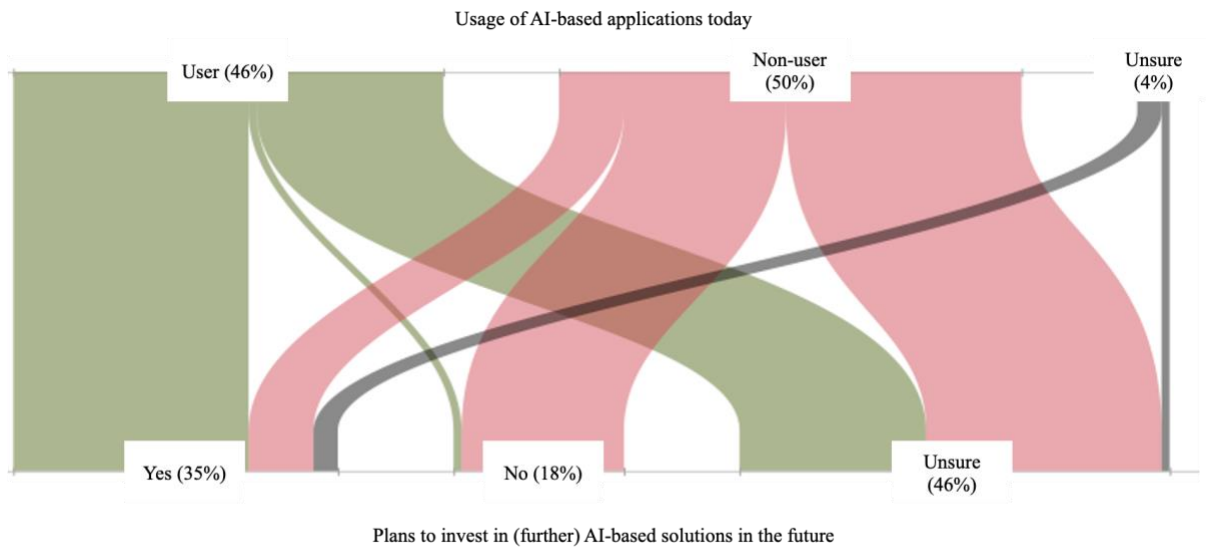 Usage of AI-based applications today
User (46%)
Non-user
(50%)
Unsure
(4%)
Yes (35%)
No (18%)
Unsure
(46%)
Plans to invest in (further) AI-based solutions in the future